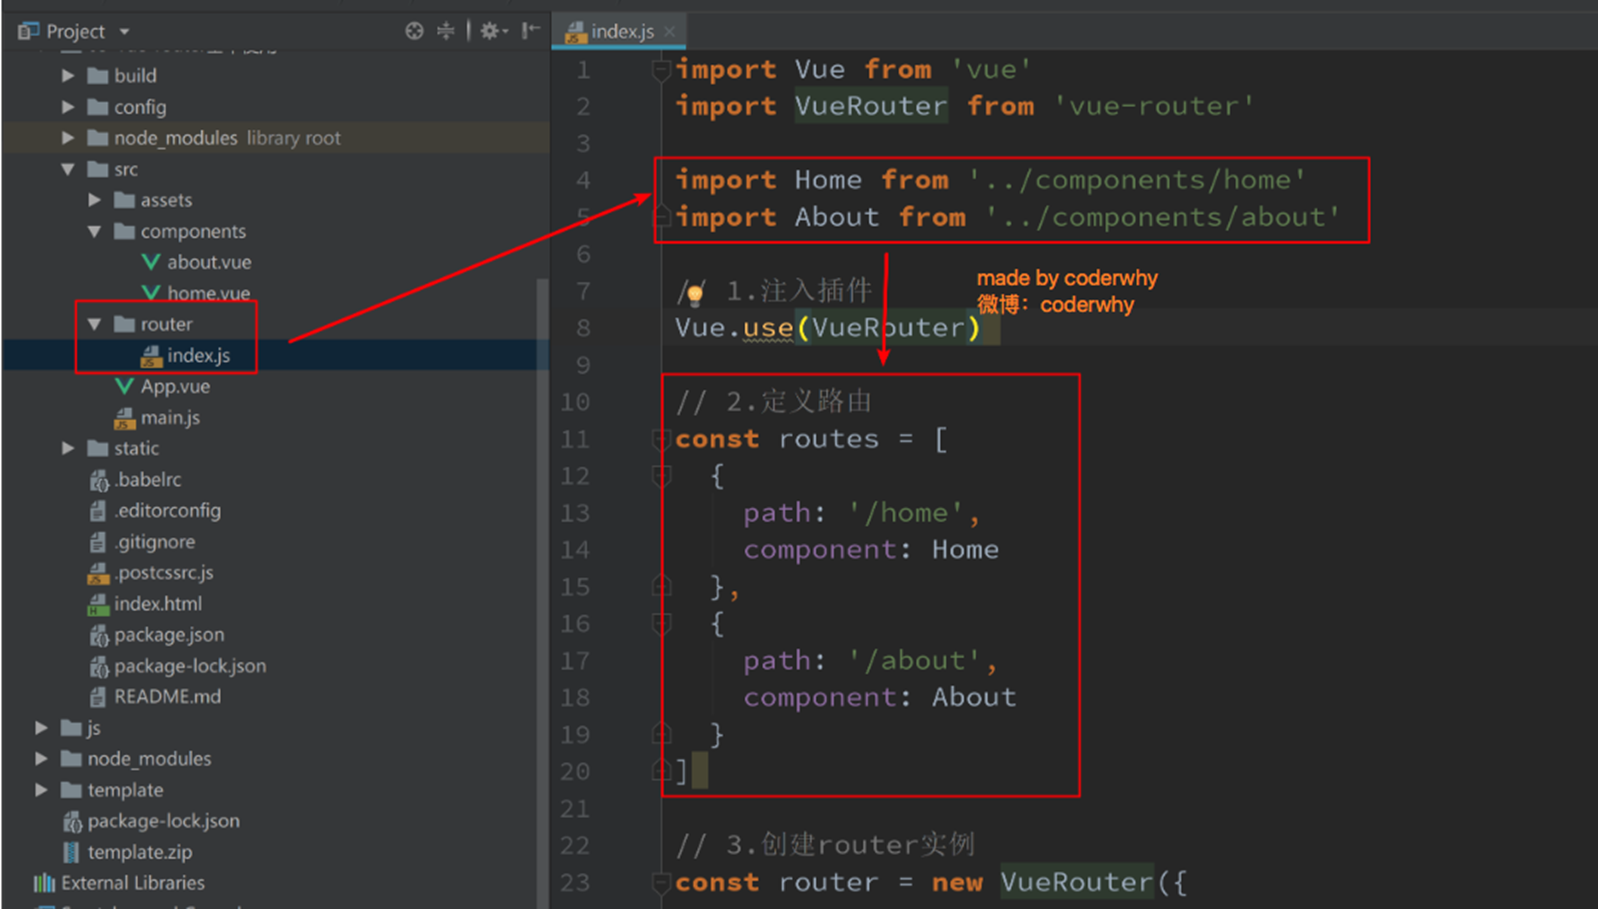 Project
build
config
node_modules library root
src
assets
components
about.vue
home.vue
router
index.js
App.vue
main.js
static
.babelrc
.editorconfig
.gitignore
.postcssrc.js
index.html
package.json
package-lock.json
README.md
js
node_modules
template
package-lock.json
template.zip
External Libraries
index.js
1 import Vue from 'vue'
2 import VueRouter from 'vue-router'
3
4 import Home from '../components/home'
5 import About from '../components/about'
6
7 // 1.注入插件
8 Vue.use(VueRouter)
made by coderwhy
微博：coderwhy
9
10 // 2.定义路由
11 const routes = [
12 {
13 path: '/home',
14 component: Home
15 },
16 {
17 path: '/about',
18 component: About
19 }
20 ]
21
22 // 3.创建router实例
23 const router = new VueRouter({